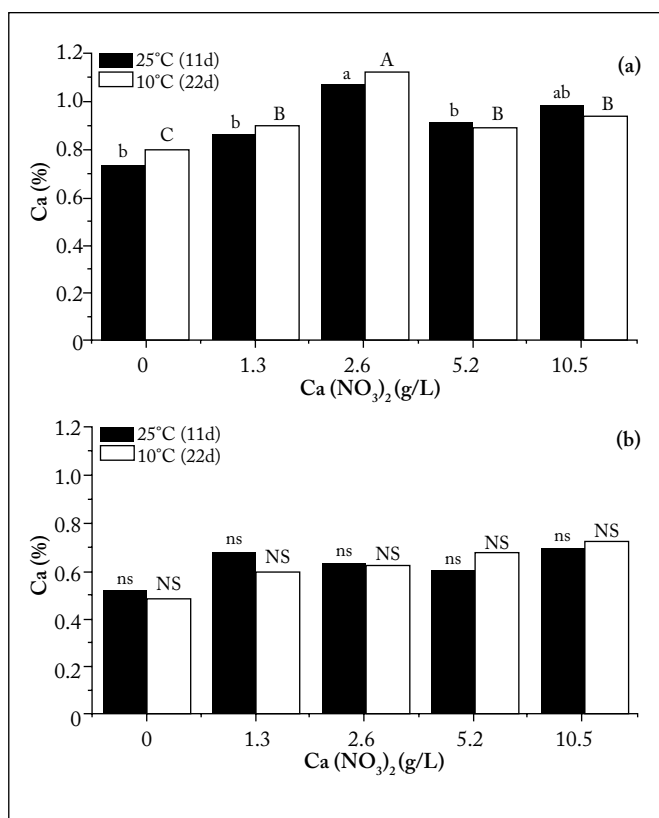 1.2
25°C (11d)
10°C (22d)
(a)
a
A
1.0
ab
b
B
b
B
b
B
b
C
0.8
Ca (%)
0.6
0.4
0.2
0
0 1.3 2.6 5.2 10.5
Ca (NO₃)₂ (g/L)
1.2
25°C (11d)
10°C (22d)
(b)
1.0
0.8
ns NS ns NS ns NS ns NS ns NS
Ca (%)
0.6
0.4
0.2
0
0 1.3 2.6 5.2 10.5
Ca (NO₃)₂ (g/L)